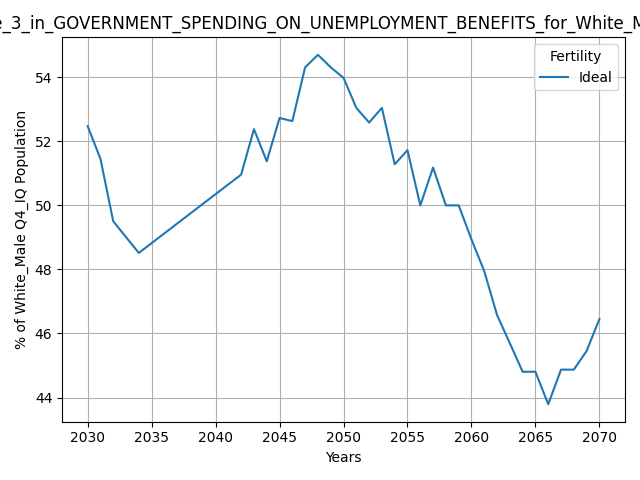 _3_in_GOVERNMENT_SPENDING_ON_UNEMPLOYMENT_BENEFITS_for_White_M
Fertility
Ideal
% of White_Male Q4_IQ Population
54
52
50
48
46
44
2030 2035 2040 2045 2050 2055 2060 2065 2070
Years